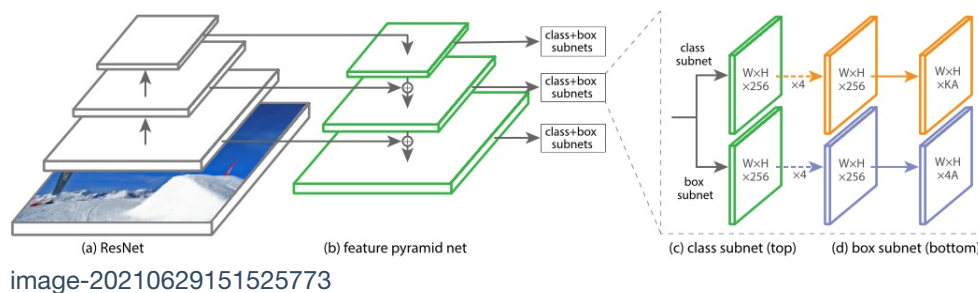 class+box
subnets
class+box
subnets
class+box
subnets
class
subnet
box
subnet
W×H
×256
×4
W×H
×256
W×H
×KA
W×H
×256
×4
W×H
×256
W×H
×4A
(a) ResNet
(b) feature pyramid net
(c) class subnet (top)
(d) box subnet (bottom)
image-20210629151525773